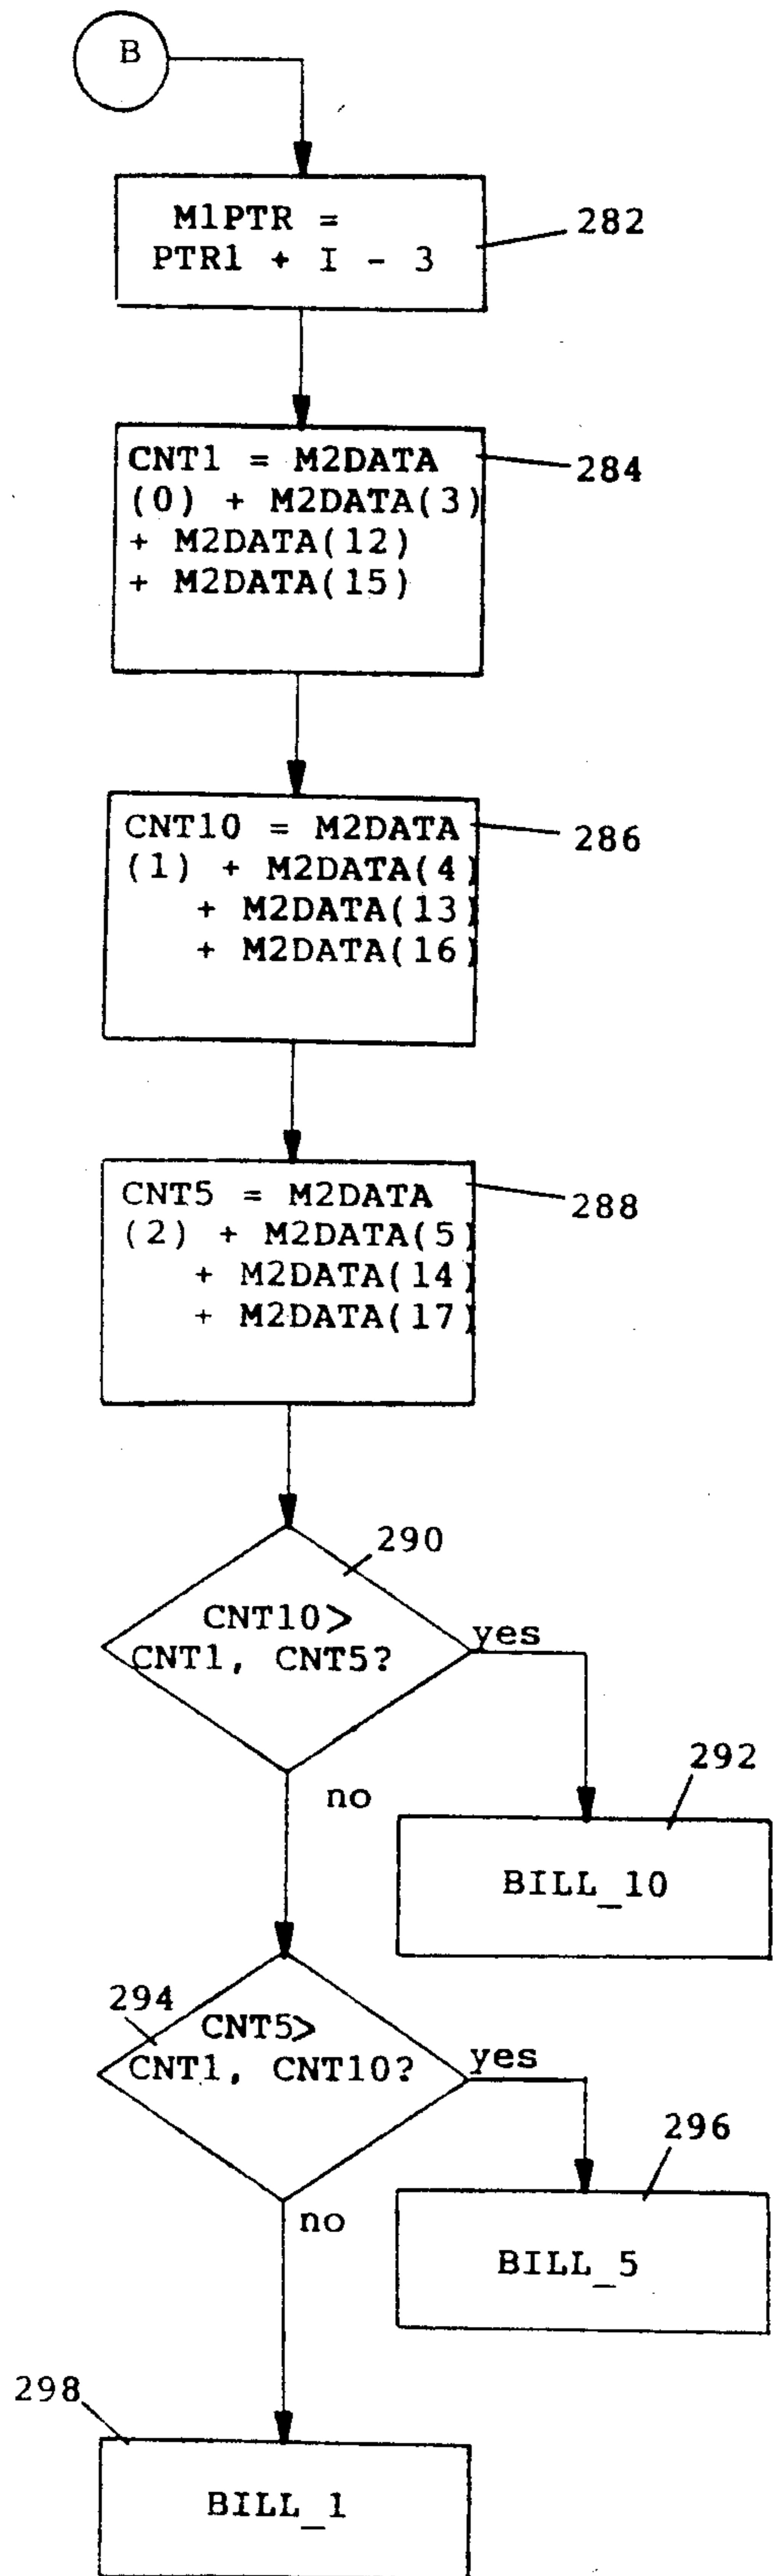 B
M1PTR =
PTR1 + I - 3
282
CNT1 = M2DATA
(0) + M2DATA(3)
+ M2DATA(12)
+ M2DATA(15)
284
CNT10 = M2DATA
(1) + M2DATA(4)
+ M2DATA(13)
+ M2DATA(16)
286
CNT5 = M2DATA
(2) + M2DATA(5)
+ M2DATA(14)
+ M2DATA(17)
288
290
CNT10>
CNT1, CNT5?
yes
no
292
BILL_10
294
CNT5>
CNT1, CNT10?
yes
no
296
BILL_5
298
BILL_1